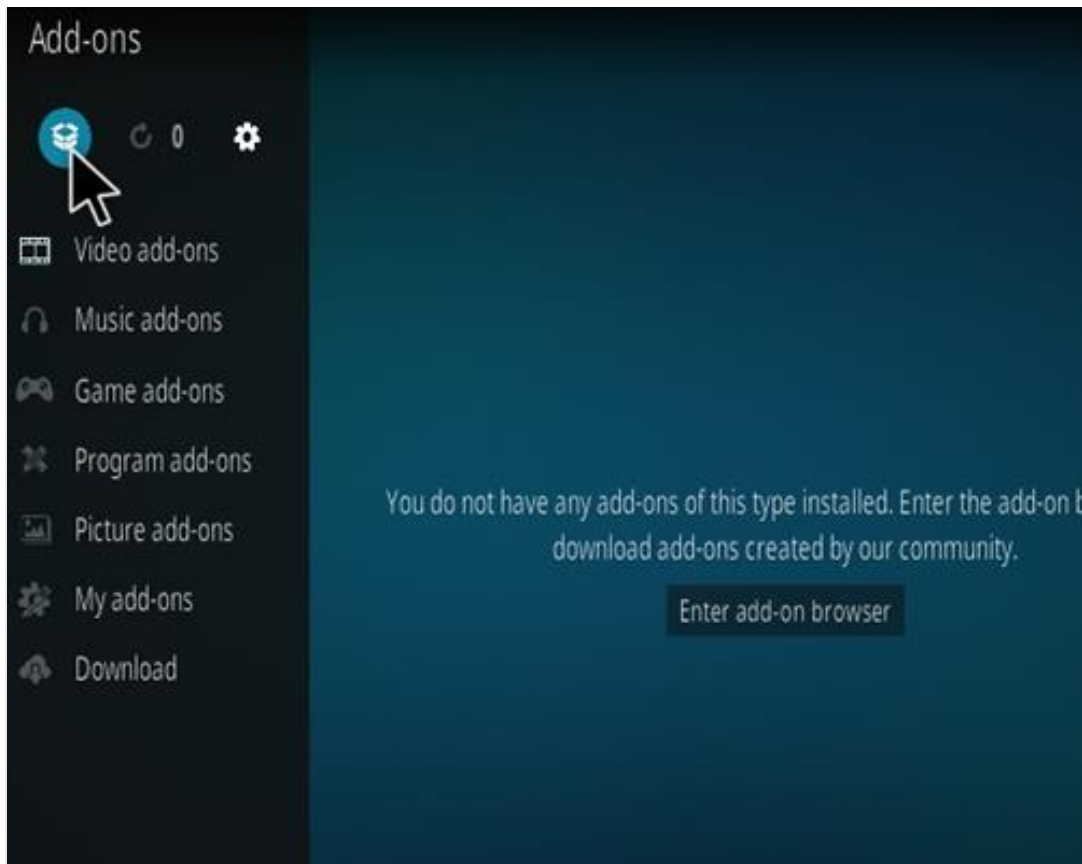 Add-ons
0
Video add-ons
Music add-ons
Game add-ons
Program add-ons
Picture add-ons
My add-ons
Download
You do not have any add-ons of this type installed. Enter the add-on
download add-ons created by our community.
Enter add-on browser